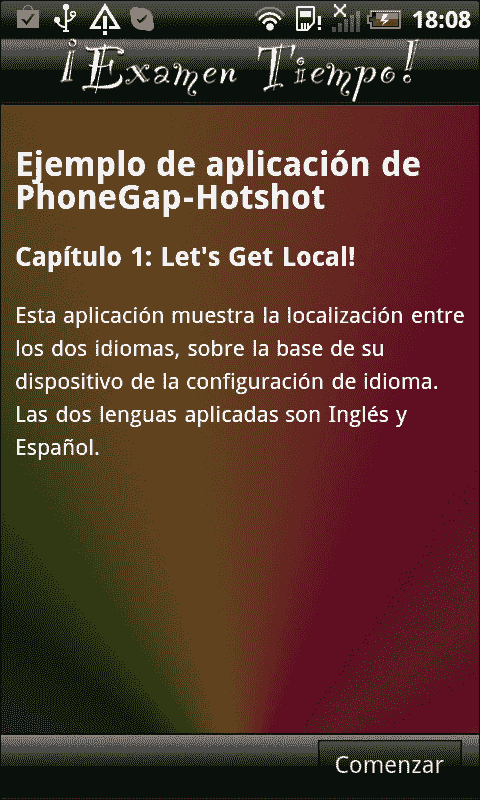 18:08
¡Examen Tiempo!
Ejemplo de aplicación de
PhoneGap-Hotshot
Capítulo 1: Let's Get Local!
Esta aplicación muestra la localización entre
los dos idiomas, sobre la base de su
dispositivo de la configuración de idioma.
Las dos lenguas aplicadas son Inglés y
Español.
Comenzar